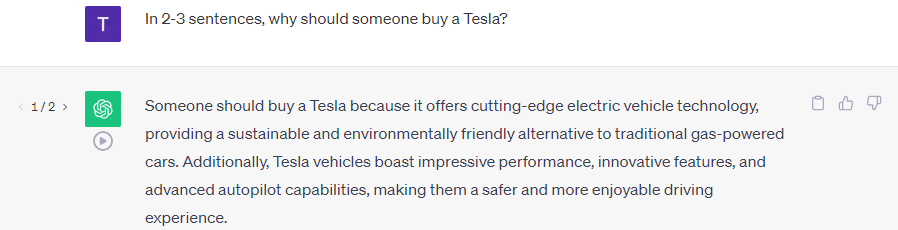 T
In 2-3 sentences, why should someone buy a Tesla?
1 / 2
Someone should buy a Tesla because it offers cutting-edge electric vehicle technology,
providing a sustainable and environmentally friendly alternative to traditional gas-powered
cars. Additionally, Tesla vehicles boast impressive performance, innovative features, and
advanced autopilot capabilities, making them a safer and more enjoyable driving
experience.